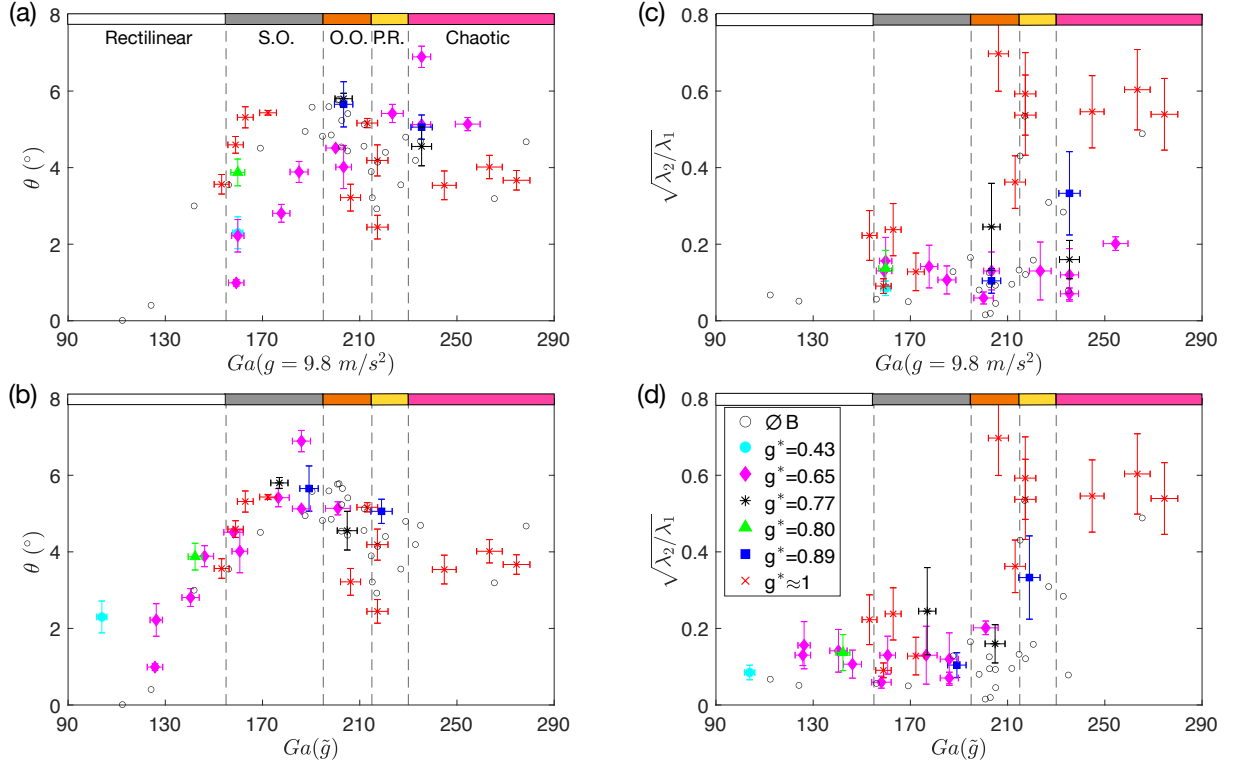 (a)
Rectilinear S.O. O.O. P.R. Chaotic
8
6
4
2
0
θ (°)
90 130 170 210 250 290
Ga(g = 9.8 m/s²)
(c)
0.8
0.6
0.4
0.2
0
√λ₂/λ₁
90 130 170 210 250 290
Ga(g = 9.8 m/s²)
(b)
8
6
4
2
0
θ (°)
90 130 170 210 250 290
Ga(g̃)
(d)
0.8
0.6
0.4
0.2
0
√λ₂/λ₁
∅ B
g*=0.43
g*=0.65
g*=0.77
g*=0.80
g*=0.89
g*≈1
90 130 170 210 250 290
Ga(g̃)